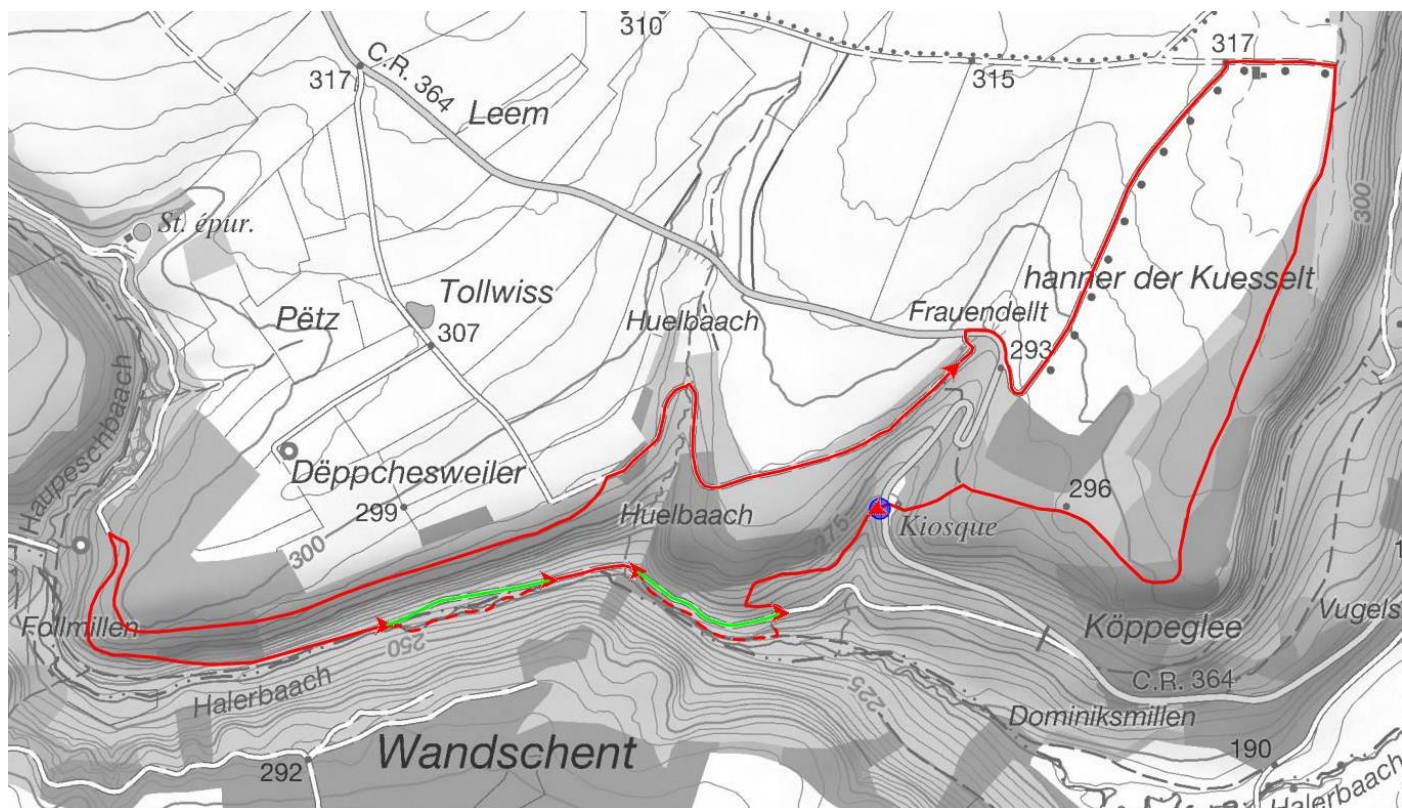 310
317
C.R. 364
317
315
Leem
300
St. épur.
Tollwiss
hanner der Kuesselt
Pëtz
Huelbaach
Frauendellt
307
293
Haupeschbaach
Dëppchesweiler
299
296
Huelbaach
275
Kiosque
300
Follmillen
250
Köppeglee
Vugels
Halerbaach
C.R. 364
225
Dominiksmillen
Wandschent
190
292
Halerbaach